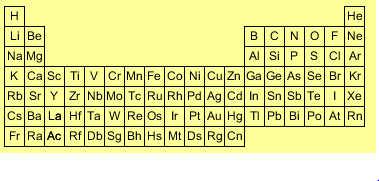 H He
Li Be B C N O F Ne
Na Mg Al Si P S Cl Ar
K Ca Sc Ti V Cr Mn Fe Co Ni Cu Zn Ga Ge As Se Br Kr
Rb Sr Y Zr Nb Mo Tc Ru Rh Pd Ag Cd In Sn Sb Te I Xe
Cs Ba La Hf Ta W Re Os Ir Pt Au Hg Tl Pb Bi Po At Rn
Fr Ra Ac Rf Db Sg Bh Hs Mt Ds Rg Cn